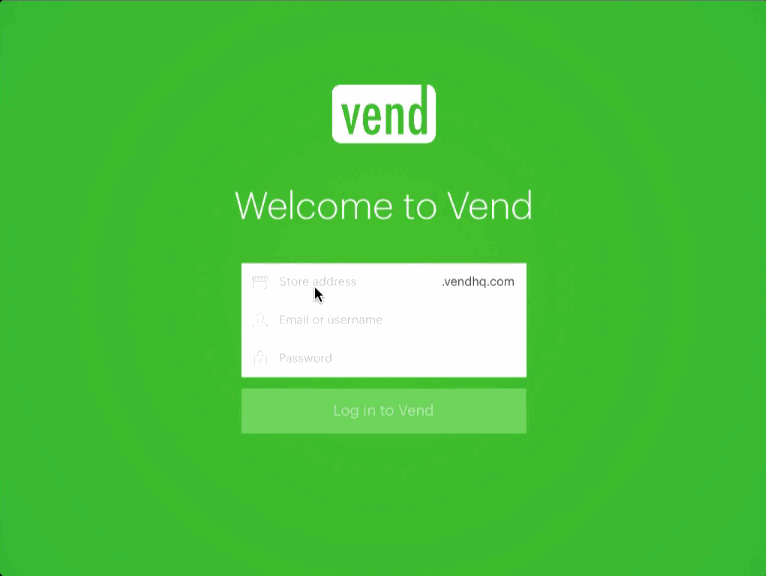 vend
Welcome to Vend
Store address .vendhq.com
Email or username
Password
Log in to Vend